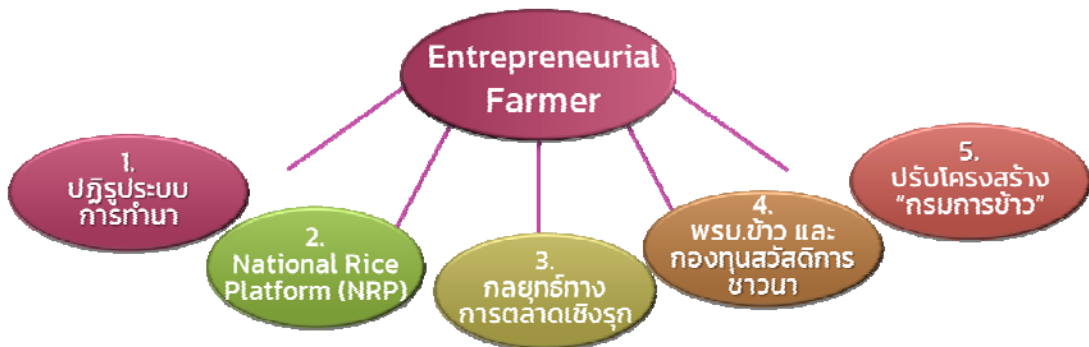 Entrepreneurial
Farmer
1.
ปฏิรูประบบ
การทำนา
2.
National Rice
Platform (NRP)
3.
กลยุทธ์ทาง
การตลาดเชิงรุก
4.
พรบ.ข้าว และ
กองทุนสวัสดิการ
ชาวนา
5.
ปรับโครงสร้าง
“กรมการข้าว”